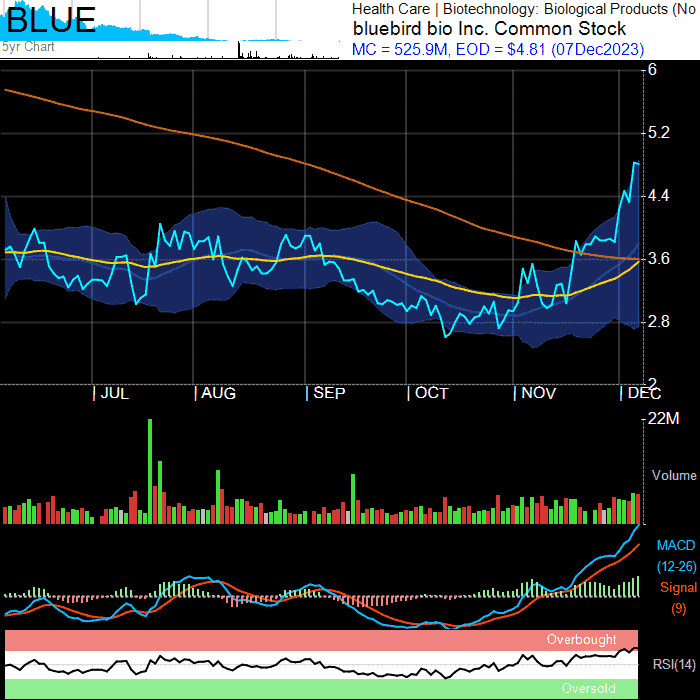 BLUE
Health Care | Biotechnology: Biological Products (No
bluebird bio Inc. Common Stock
5yr Chart
MC = 525.9M, EOD = $4.81 (07Dec2023)
6
5.2
4.4
3.6
2.8
2
| JUL | AUG | SEP | OCT | NOV | DEC
22M
Volume
MACD
(12-26)
Signal
(9)
Overbought
RSI(14)
Oversold